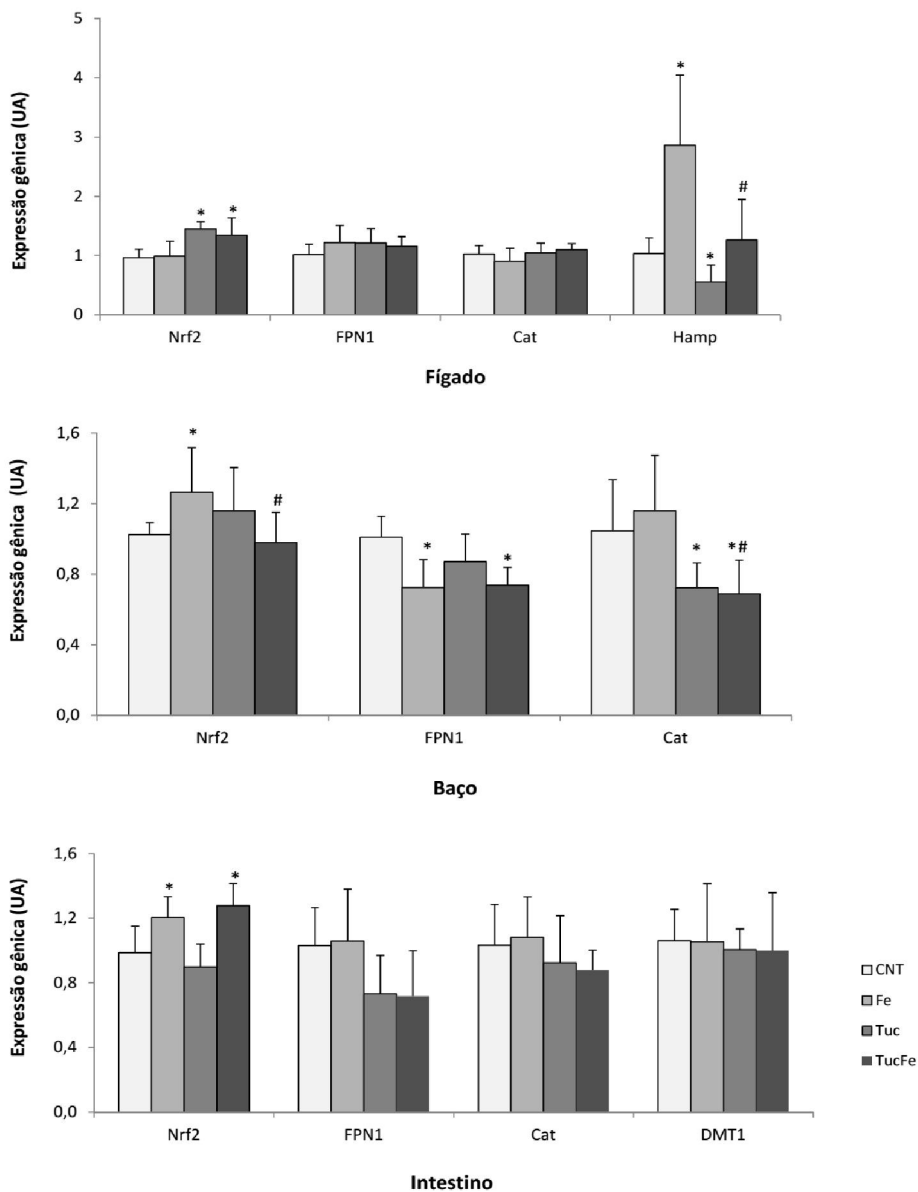 Expressão gênica (UA)
5
4
3
2
1
0
*
*
*
*
#
Nrf2
FPN1
Cat
Hamp
Fígado
Expressão gênica (UA)
1,6
1,2
0,8
0,4
0,0
*
#
*
*
*
*#
Nrf2
FPN1
Cat
Baço
Expressão gênica (UA)
1,6
1,2
0,8
0,4
0,0
*
*
Nrf2
FPN1
Cat
DMT1
CNT
Fe
Tuc
TucFe
Intestino